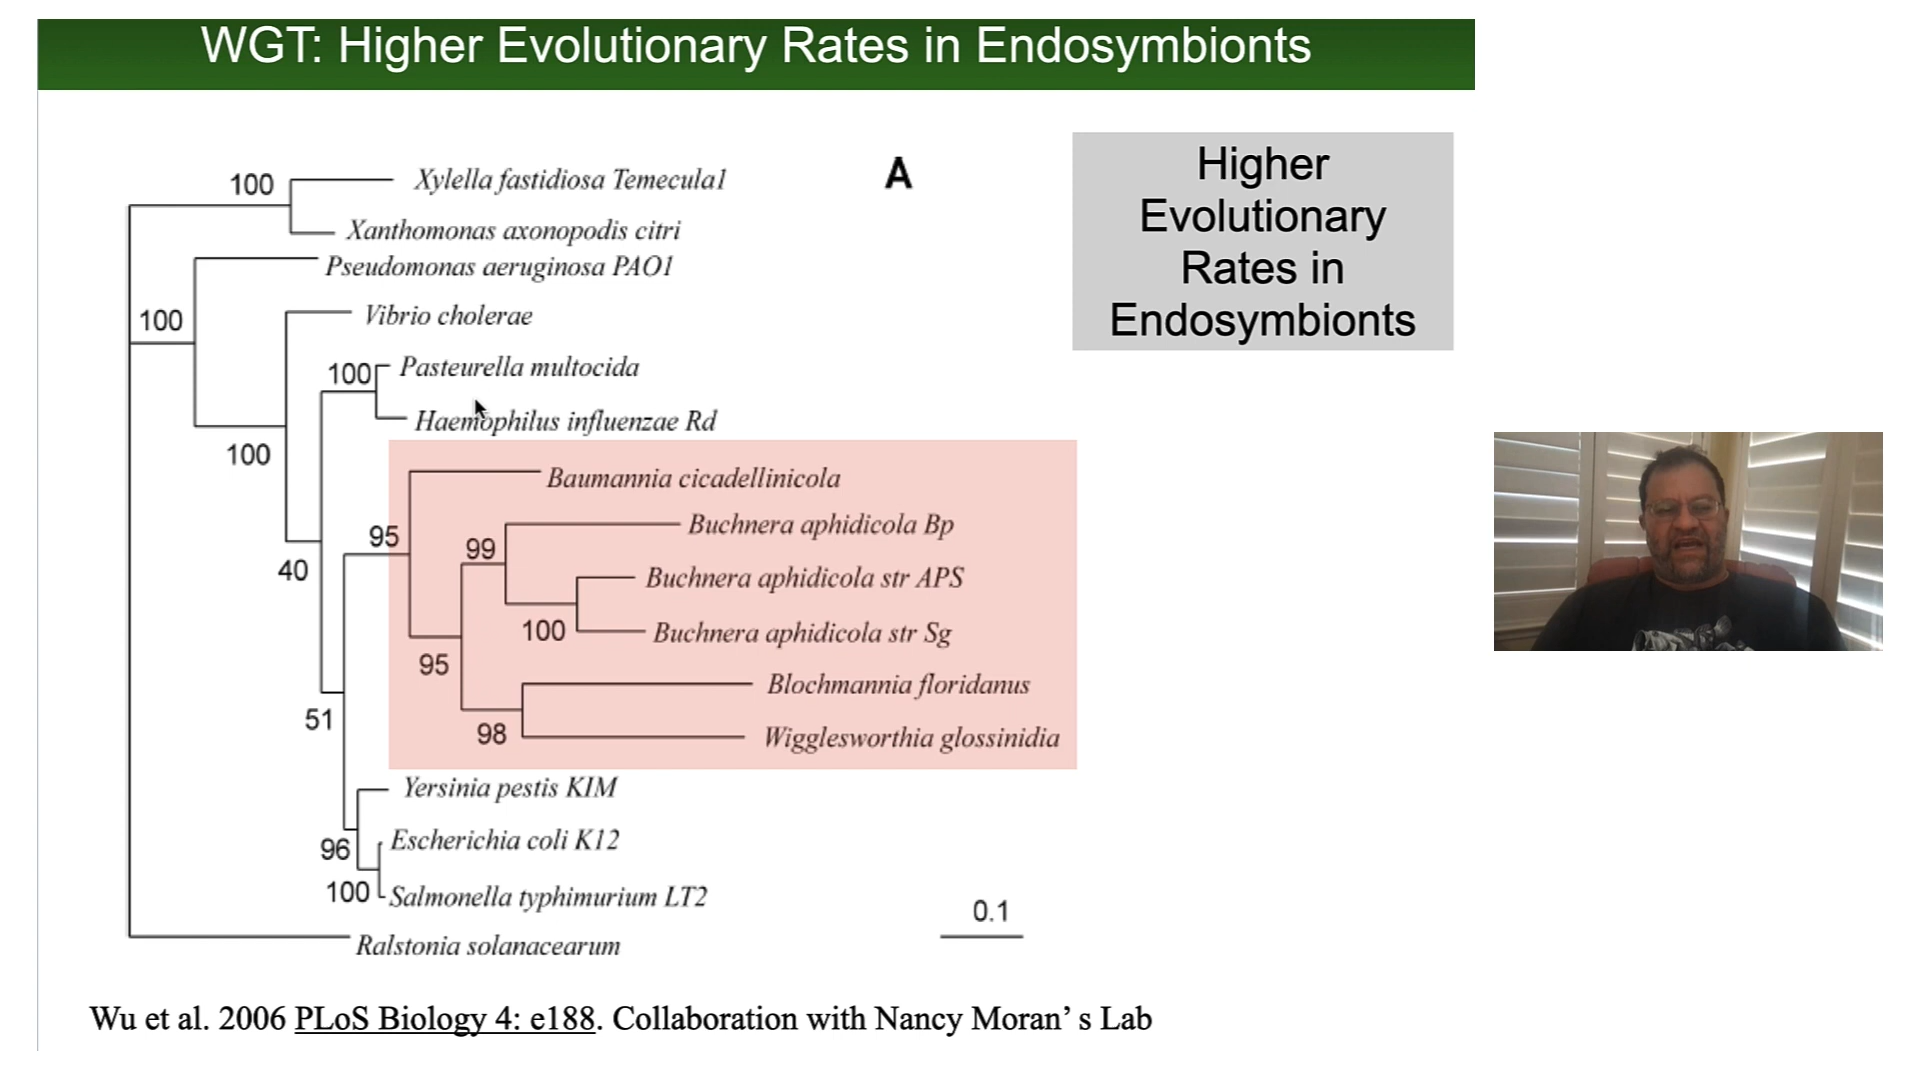 WGT: Higher Evolutionary Rates in Endosymbionts
A
Higher
Evolutionary
Rates in
Endosymbionts
100
Xylella fastidiosa Temecula1
Xanthomonas axonopodis citri
Pseudomonas aeruginosa PAO1
100
Vibrio cholerae
100
Pasteurella multocida
Haemophilus influenzae Rd
100
Baumannia cicadellinicola
95
99
Buchnera aphidicola Bp
40
Buchnera aphidicola str APS
100
Buchnera aphidicola str Sg
95
Blochmannia floridanus
51
98
Wigglesworthia glossinidia
Yersinia pestis KIM
96
Escherichia coli K12
100
Salmonella typhimurium LT2
0.1
Ralstonia solanacearum
Wu et al. 2006 PLoS Biology 4: e188. Collaboration with Nancy Moran’ s Lab